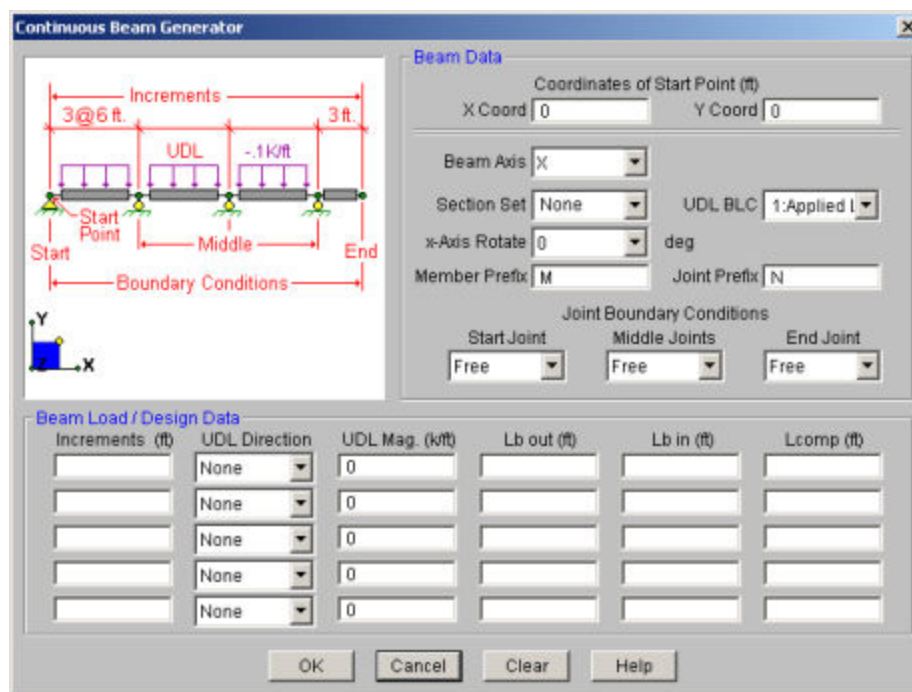 Continuous Beam Generator
Increments
3@6 ft.
3 ft.
UDL
-.1K/ft
Start Point
Start
Middle
End
Boundary Conditions
Y
Z
X
Beam Data
Coordinates of Start Point (ft)
X Coord 0 Y Coord 0
Beam Axis X
Section Set None UDL BLC 1:Applied L
x-Axis Rotate 0 deg
Member Prefix M Joint Prefix N
Joint Boundary Conditions
Start Joint Middle Joints End Joint
Free Free Free
Beam Load / Design Data
Increments (ft) UDL Direction UDL Mag. (k/ft) Lb out (ft) Lb in (ft) Lcomp (ft)
None 0
None 0
None 0
None 0
None 0
OK Cancel Clear Help